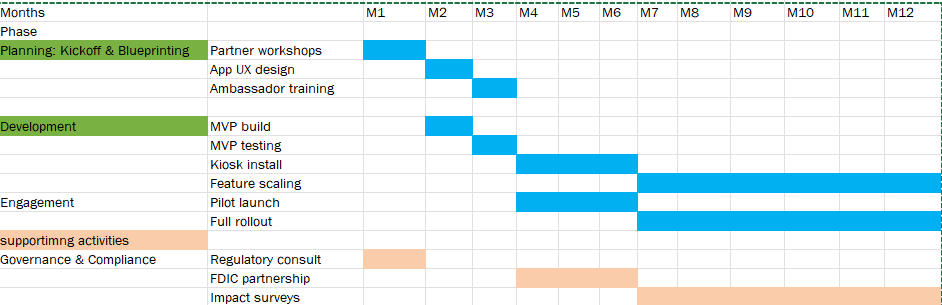 Months M1 M2 M3 M4 M5 M6 M7 M8 M9 M10 M11 M12
Phase
Planning: Kickoff & Blueprinting Partner workshops
App UX design
Ambassador training
Development MVP build
MVP testing
Kiosk install
Feature scaling
Engagement Pilot launch
Full rollout
supportimng activities
Governance & Compliance Regulatory consult
FDIC partnership
Impact surveys